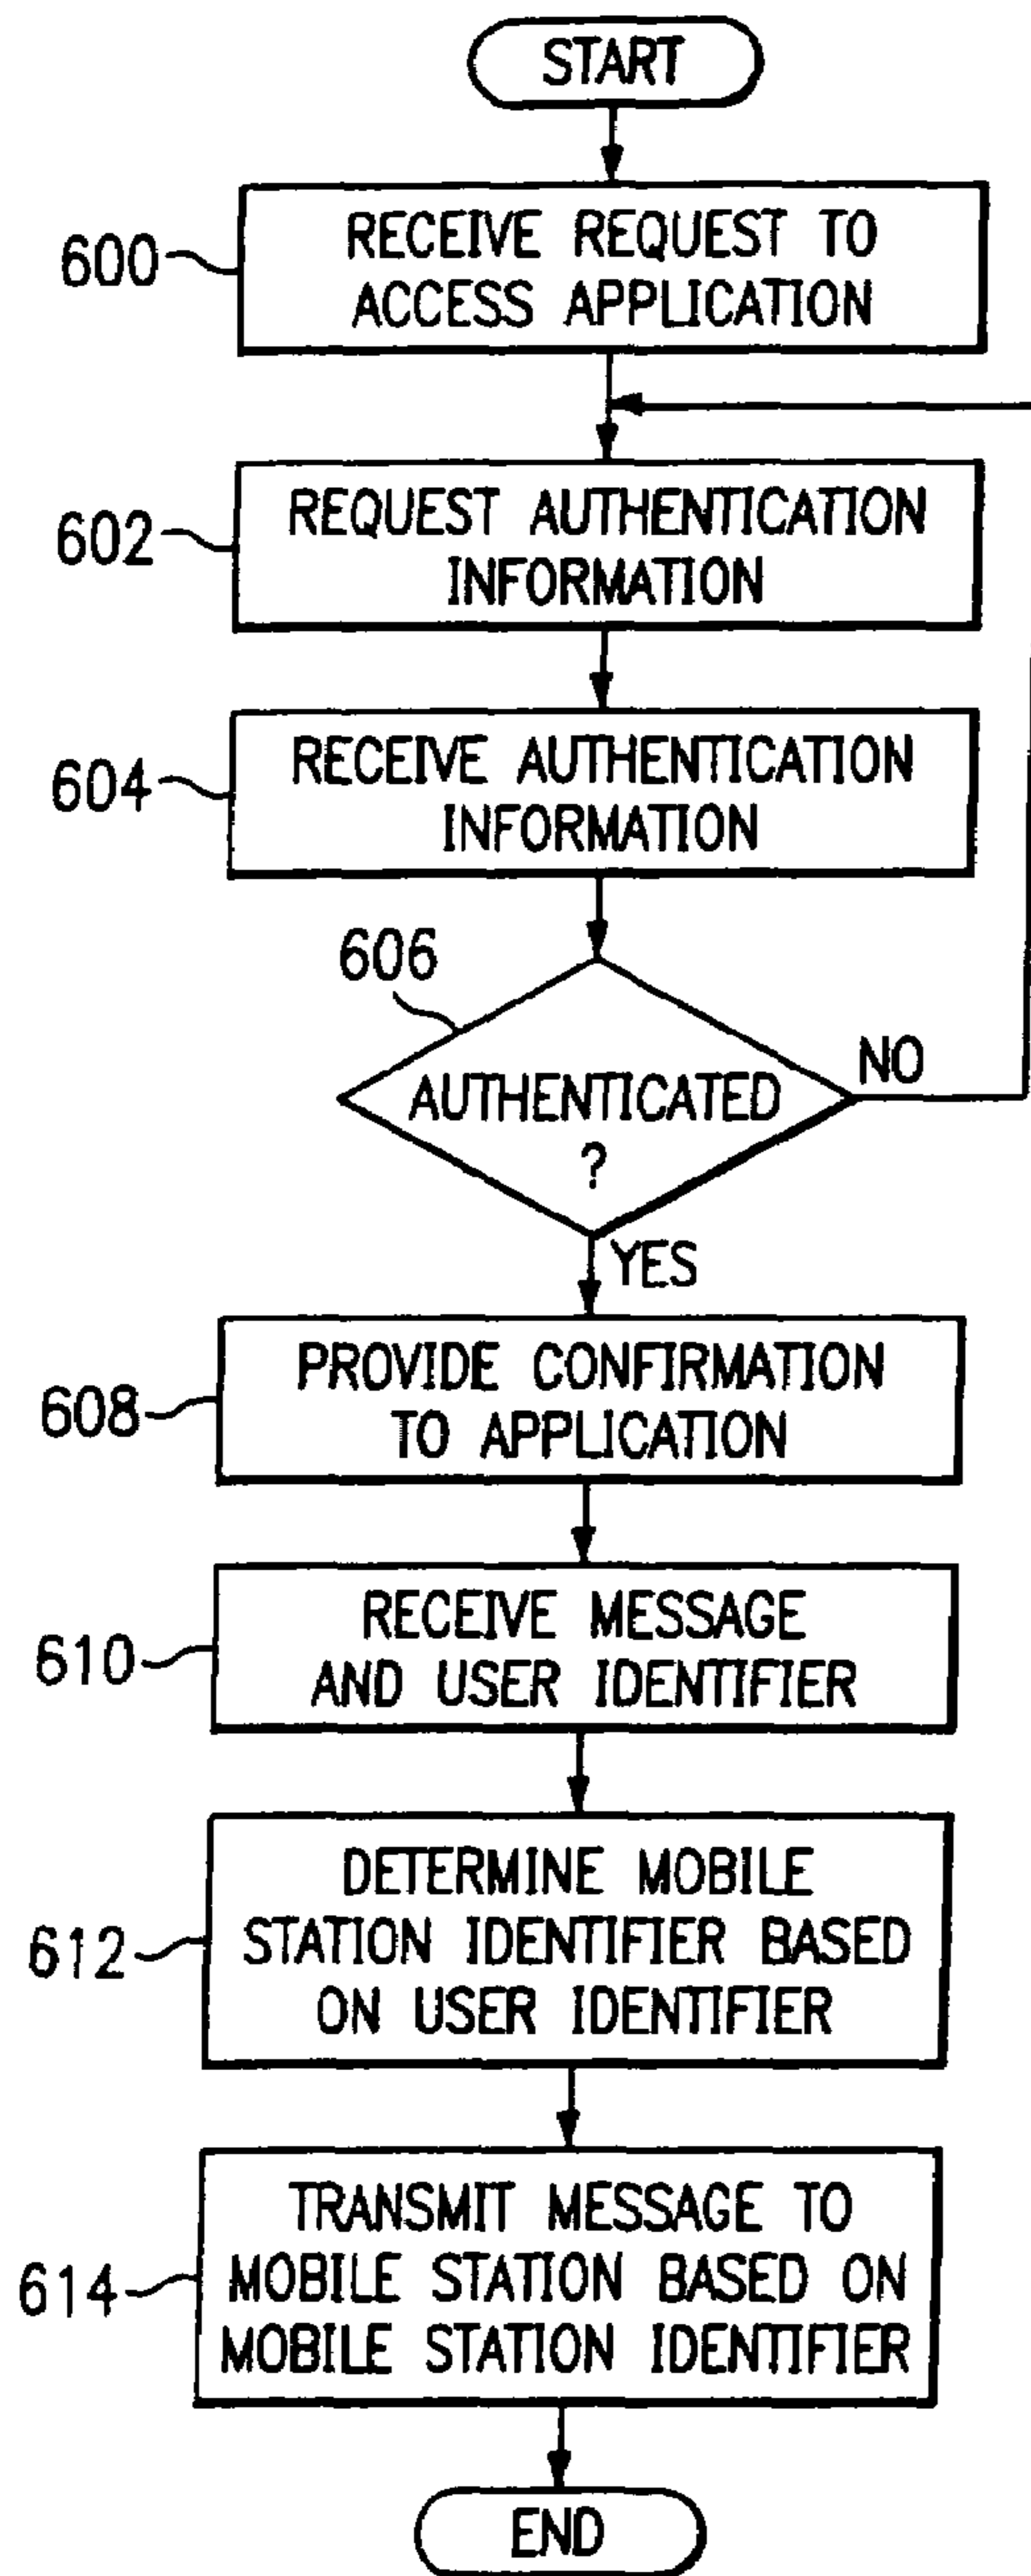 START
600
RECEIVE REQUEST TO
ACCESS APPLICATION
602
REQUEST AUTHENTICATION
INFORMATION
604
RECEIVE AUTHENTICATION
INFORMATION
606
AUTHENTICATED
?
NO
YES
608
PROVIDE CONFIRMATION
TO APPLICATION
610
RECEIVE MESSAGE
AND USER IDENTIFIER
612
DETERMINE MOBILE
STATION IDENTIFIER BASED
ON USER IDENTIFIER
614
TRANSMIT MESSAGE TO
MOBILE STATION BASED ON
MOBILE STATION IDENTIFIER
END